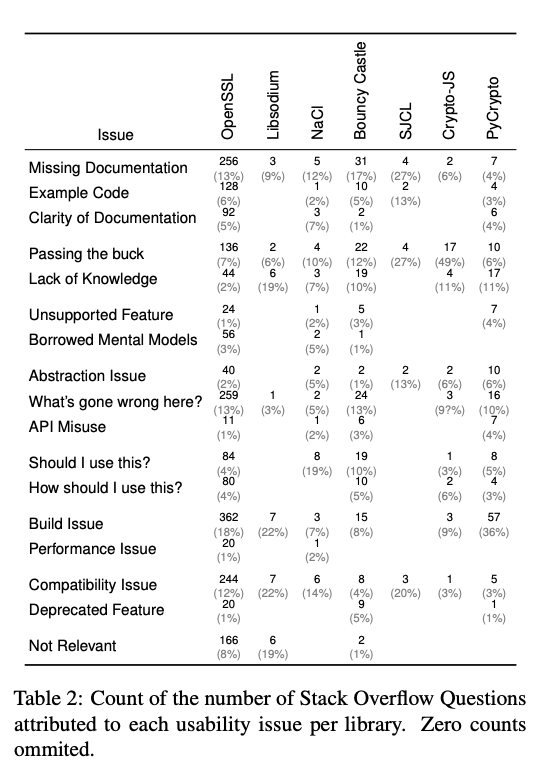 Issue OpenSSL Libsodium NaCl Bouncy Castle SJCL Crypto-JS PyCrypto
Missing Documentation 256 3 5 31 4 2 7
(13%) (9%) (12%) (17%) (27%) (6%) (4%)
Example Code 128 1 10 2 4
(6%) (2%) (5%) (13%) (3%)
Clarity of Documentation 92 3 2 6
(5%) (7%) (1%) (4%)
Passing the buck 136 2 4 22 4 17 10
(7%) (6%) (10%) (12%) (27%) (49%) (6%)
Lack of Knowledge 44 6 3 19 4 17
(2%) (19%) (7%) (10%) (11%) (11%)
Unsupported Feature 24 1 5 7
(1%) (2%) (3%) (4%)
Borrowed Mental Models 56 2 1
(3%) (5%) (1%)
Abstraction Issue 40 2 2 2 2 10
(2%) (5%) (1%) (13%) (6%) (6%)
What's gone wrong here? 259 1 2 24 3 16
(13%) (3%) (5%) (13%) (9?%) (10%)
API Misuse 11 1 6 7
(1%) (2%) (3%) (4%)
Should I use this? 84 8 19 1 8
(4%) (19%) (10%) (3%) (5%)
How should I use this? 80 10 2 4
(4%) (5%) (6%) (3%)
Build Issue 362 7 3 15 3 57
(18%) (22%) (7%) (8%) (9%) (36%)
Performance Issue 20 1
(1%) (2%)
Compatibility Issue 244 7 6 8 3 1 5
(12%) (22%) (14%) (4%) (20%) (3%) (3%)
Deprecated Feature 20 9 1
(1%) (5%) (1%)
Not Relevant 166 6 2
(8%) (19%) (1%)
Table 2: Count of the number of Stack Overflow Questions
attributed to each usability issue per library. Zero counts
ommited.